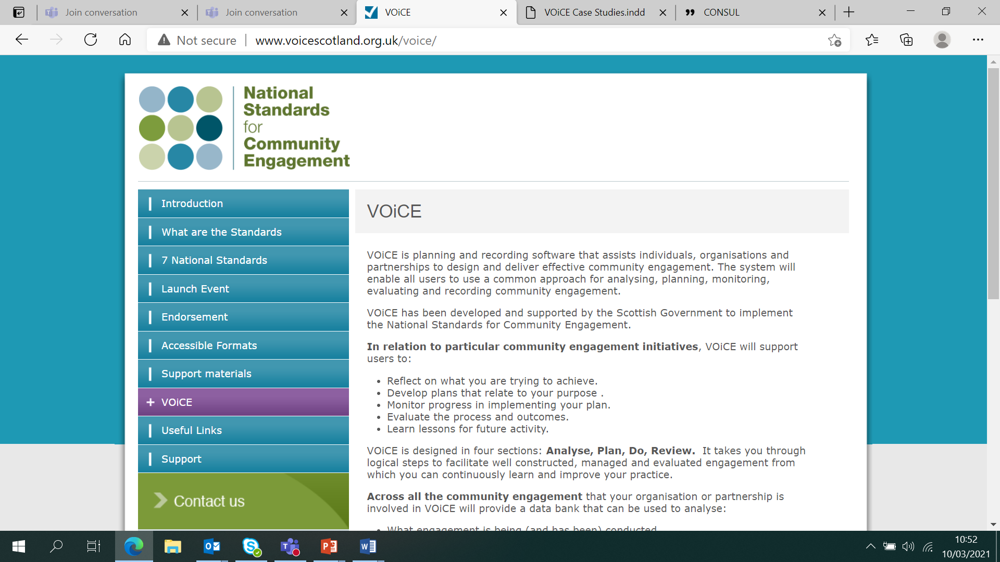 Join conversation
Join conversation
VOiCE
VOiCE Case Studies.indd
CONSUL
Not secure
www.voicescotland.org.uk/voice/
National
Standards
for
Community
Engagement
Introduction
What are the Standards
7 National Standards
Launch Event
Endorsement
Accessible Formats
Support materials
VOiCE
Useful Links
Support
Contact us
VOiCE
VOiCE is planning and recording software that assists individuals, organisations and
partnerships to design and deliver effective community engagement. The system will
enable all users to use a common approach for analysing, planning, monitoring,
evaluating and recording community engagement.
VOiCE has been developed and supported by the Scottish Government to implement
the National Standards for Community Engagement.
In relation to particular community engagement initiatives, VOiCE will support
users to:
• Reflect on what you are trying to achieve.
• Develop plans that relate to your purpose .
• Monitor progress in implementing your plan.
• Evaluate the process and outcomes.
• Learn lessons for future activity.
VOiCE is designed in four sections: Analyse, Plan, Do, Review. It takes you through
logical steps to facilitate well constructed, managed and evaluated engagement from
which you can continuously learn and improve your practice.
Across all the community engagement that your organisation or partnership is
involved in VOiCE will provide a data bank that can be used to analyse:
• What engagement is being (and has been) conducted
10:52
10/03/2021